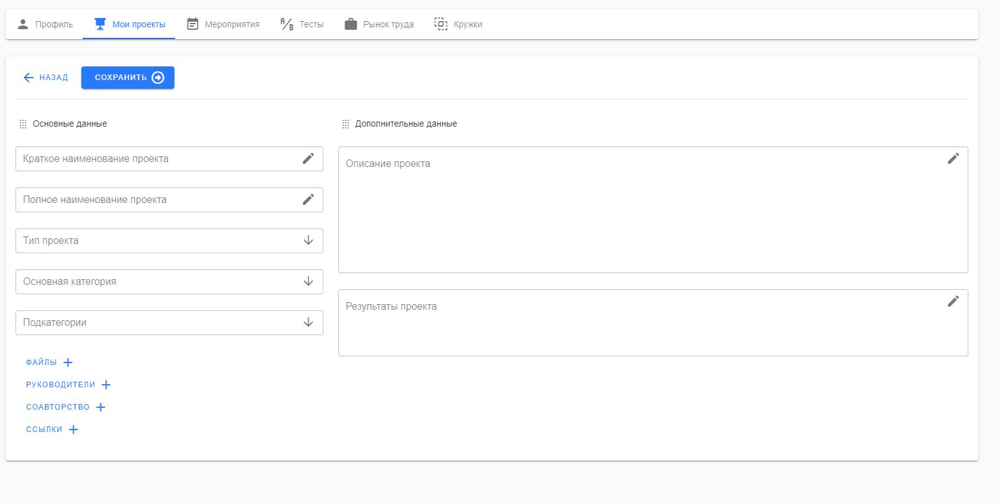 Профиль
Мои проекты
Мероприятия
A/B Тесты
Рынок труда
Кружки
НАЗАД
СОХРАНИТЬ
Основные данные
Краткое наименование проекта
Полное наименование проекта
Тип проекта
Основная категория
Подкатегории
ФАЙЛЫ
РУКОВОДИТЕЛИ
СОАВТОРСТВО
ССЫЛКИ
Дополнительные данные
Описание проекта
Результаты проекта